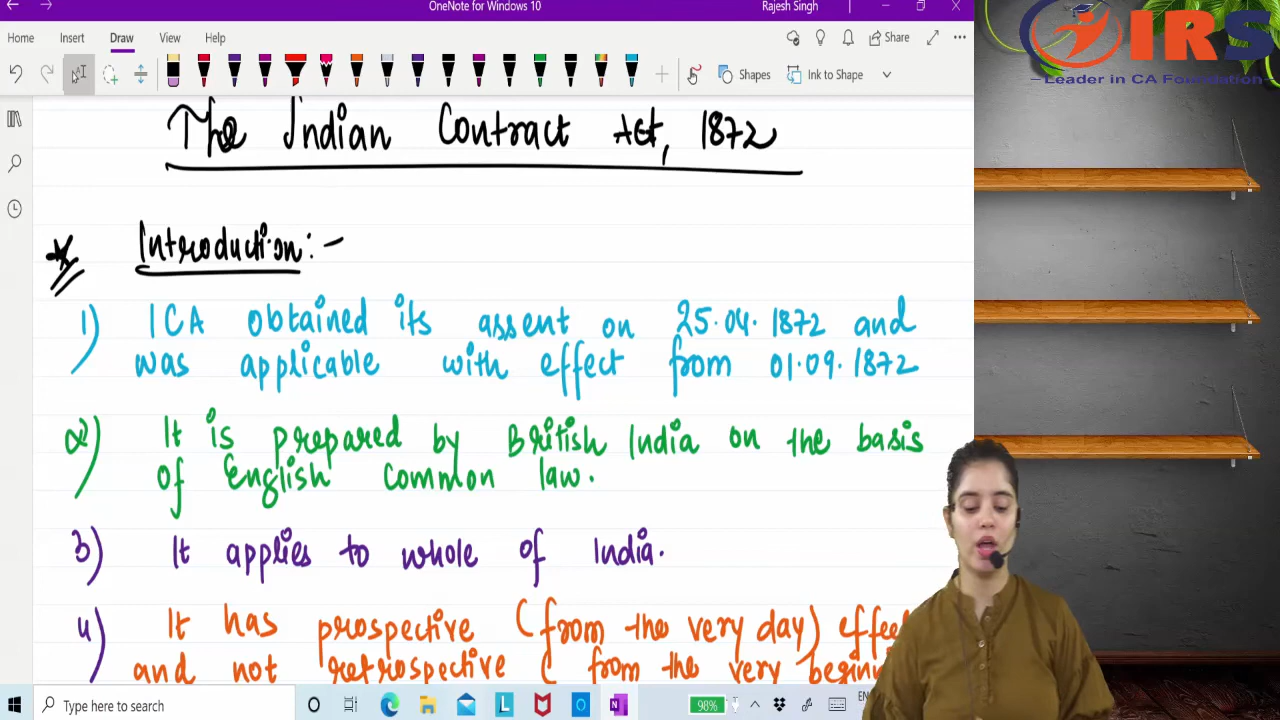 OneNote for Windows 10
Rajesh Singh
Home Insert Draw View Help
Share
Shapes
Ink to Shape
IRS
Leader in CA Foundation
The Indian Contract Act, 1872
Introduction:-
1) ICA obtained its assent on 25.04.1872 and
was applicable with effect from 01.09.1872
2) It is prepared by British India on the basis
of English Common law.
3) It applies to whole of India.
4) It has prospective (from the very day)
and not retrospective ( from the very
Type here to search
98%